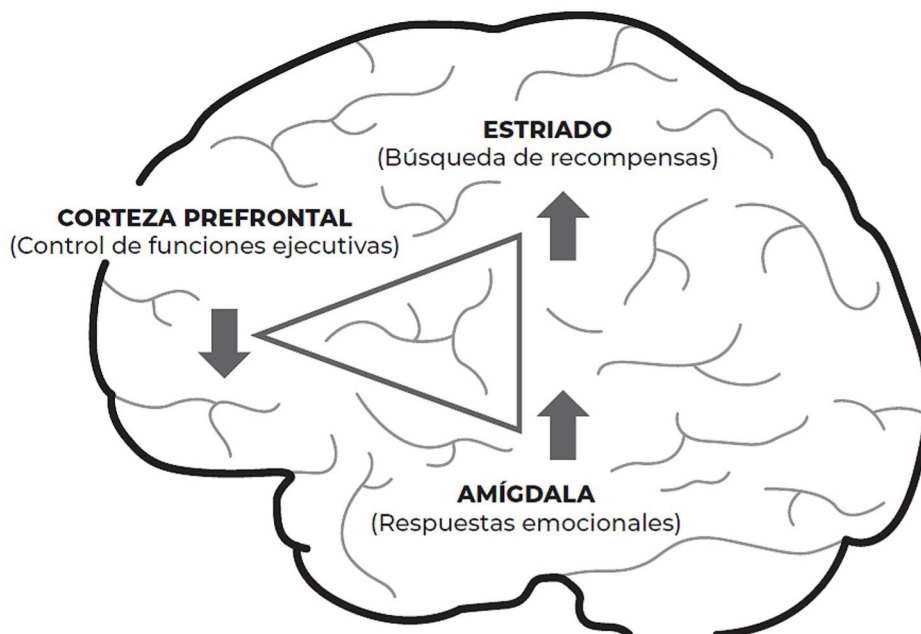 ESTRIADO
(Búsqueda de recompensas)
CORTEZA PREFRONTAL
(Control de funciones ejecutivas)
AMÍGDALA
(Respuestas emocionales)